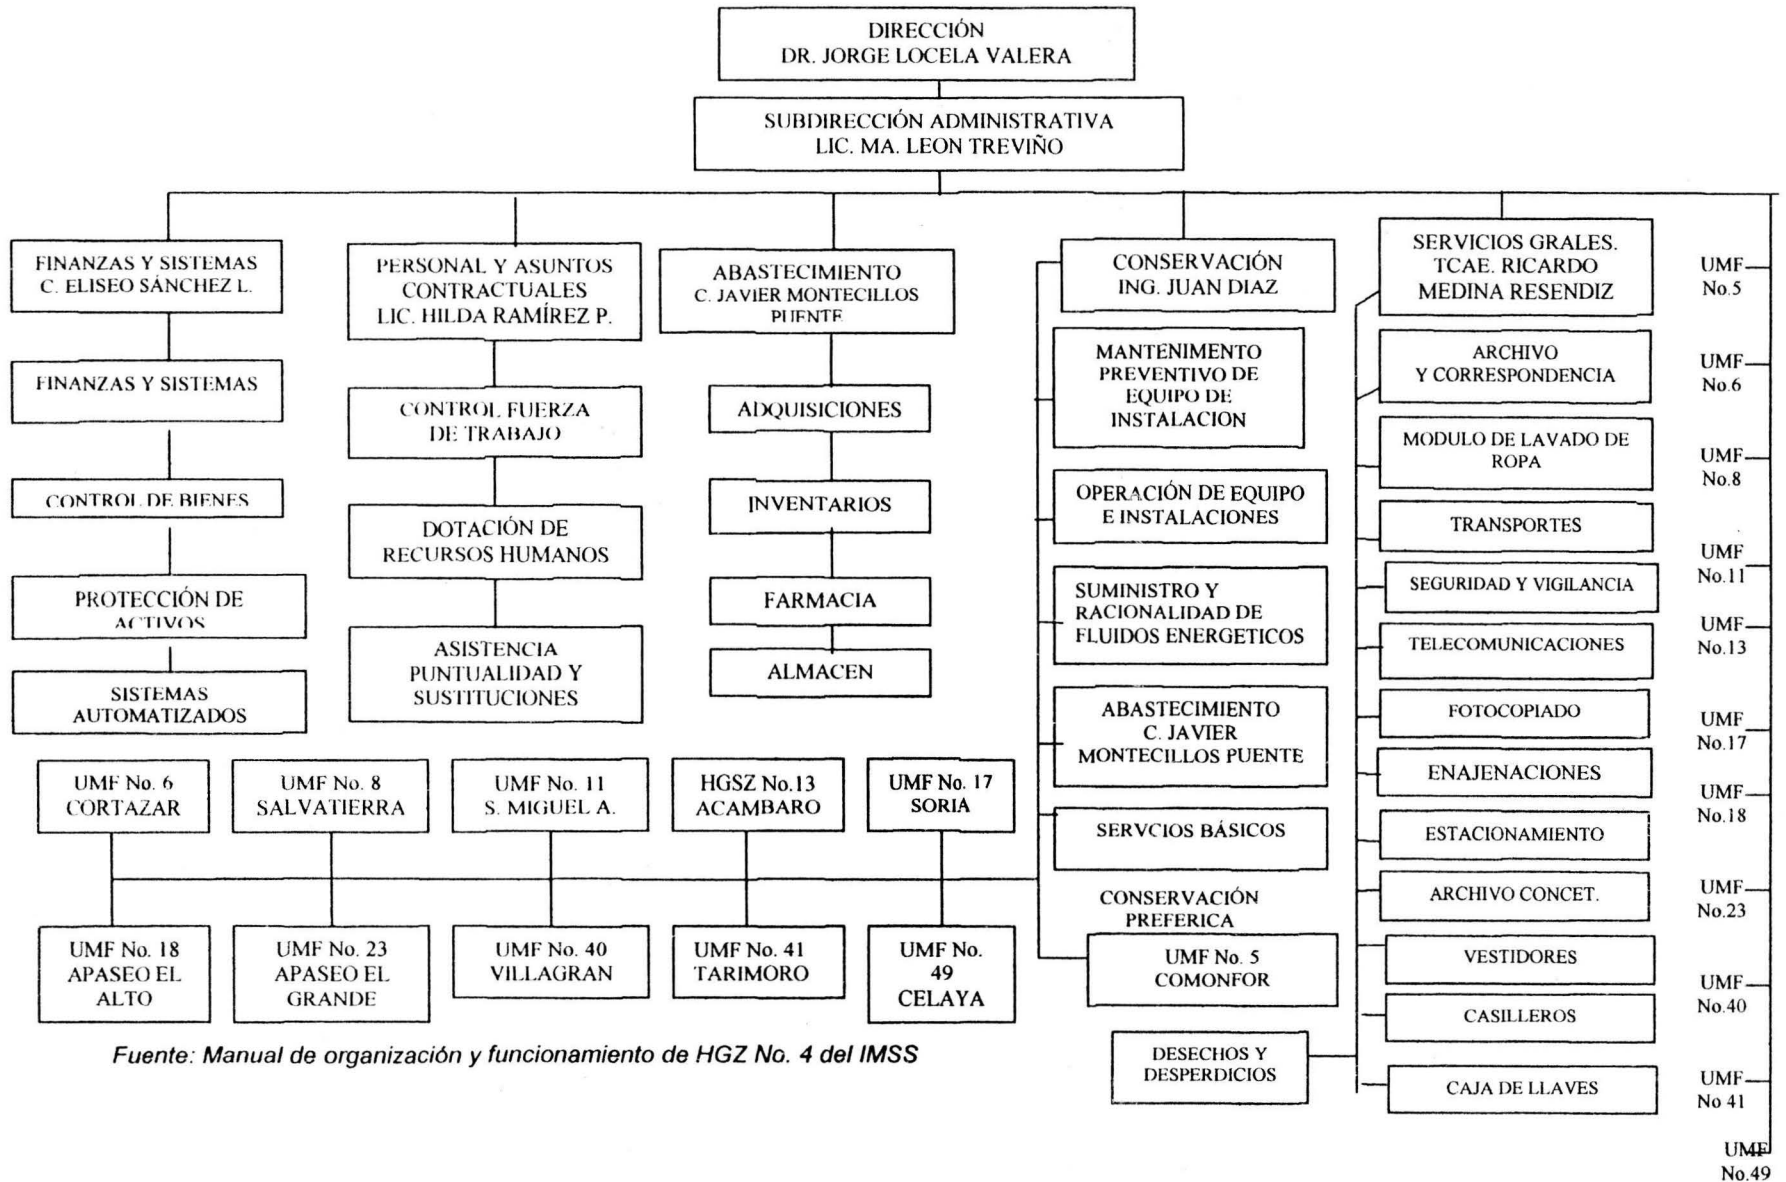 DIRECCIÓN
DR. JORGE LOCELA VALERA
SUBDIRECCIÓN ADMINISTRATIVA
LIC. MA. LEON TREVIÑO
FINANZAS Y SISTEMAS
C. ELISEO SÁNCHEZ L.
FINANZAS Y SISTEMAS
CONTROL DE BIENES
PROTECCIÓN DE
ACTIVOS
SISTEMAS
AUTOMATIZADOS
PERSONAL Y ASUNTOS
CONTRACTUALES
LIC. HILDA RAMÍREZ P.
CONTROL FUERZA
DE TRABAJO
DOTACIÓN DE
RECURSOS HUMANOS
ASISTENCIA
PUNTUALIDAD Y
SUSTITUCIONES
ABASTECIMIENTO
C. JAVIER MONTECILLOS
PUENTE
ADQUISICIONES
INVENTARIOS
FARMACIA
ALMACEN
CONSERVACIÓN
ING. JUAN DIAZ
MANTENIMENTO
PREVENTIVO DE
EQUIPO DE
INSTALACION
OPERACIÓN DE EQUIPO
E INSTALACIONES
SUMINISTRO Y
RACIONALIDAD DE
FLUIDOS ENERGETICOS
ABASTECIMIENTO
C. JAVIER
MONTECILLOS PUENTE
SERVCIOS BÁSICOS
CONSERVACIÓN
PREFERICA
UMF No. 5
COMONFOR
SERVICIOS GRALES.
TCAE. RICARDO
MEDINA RESENDIZ
ARCHIVO
Y CORRESPONDENCIA
MODULO DE LAVADO DE
ROPA
TRANSPORTES
SEGURIDAD Y VIGILANCIA
TELECOMUNICACIONES
FOTOCOPIADO
ENAJENACIONES
ESTACIONAMIENTO
ARCHIVO CONCET.
VESTIDORES
CASILLEROS
CAJA DE LLAVES
DESECHOS Y
DESPERDICIOS
UMF
No.5
UMF
No.6
UMF
No.8
UMF
No.11
UMF
No.13
UMF
No.17
UMF
No.18
UMF
No.23
UMF
No.40
UMF
No 41
UMF
No.49
UMF No. 6
CORTAZAR
UMF No. 8
SALVATIERRA
UMF No. 11
S. MIGUEL A.
HGSZ No.13
ACAMBARO
UMF No. 17
SORIA
UMF No. 18
APASEO EL
ALTO
UMF No. 23
APASEO EL
GRANDE
UMF No. 40
VILLAGRAN
UMF No. 41
TARIMORO
UMF No.
49
CELAYA
Fuente: Manual de organización y funcionamiento de HGZ No. 4 del IMSS